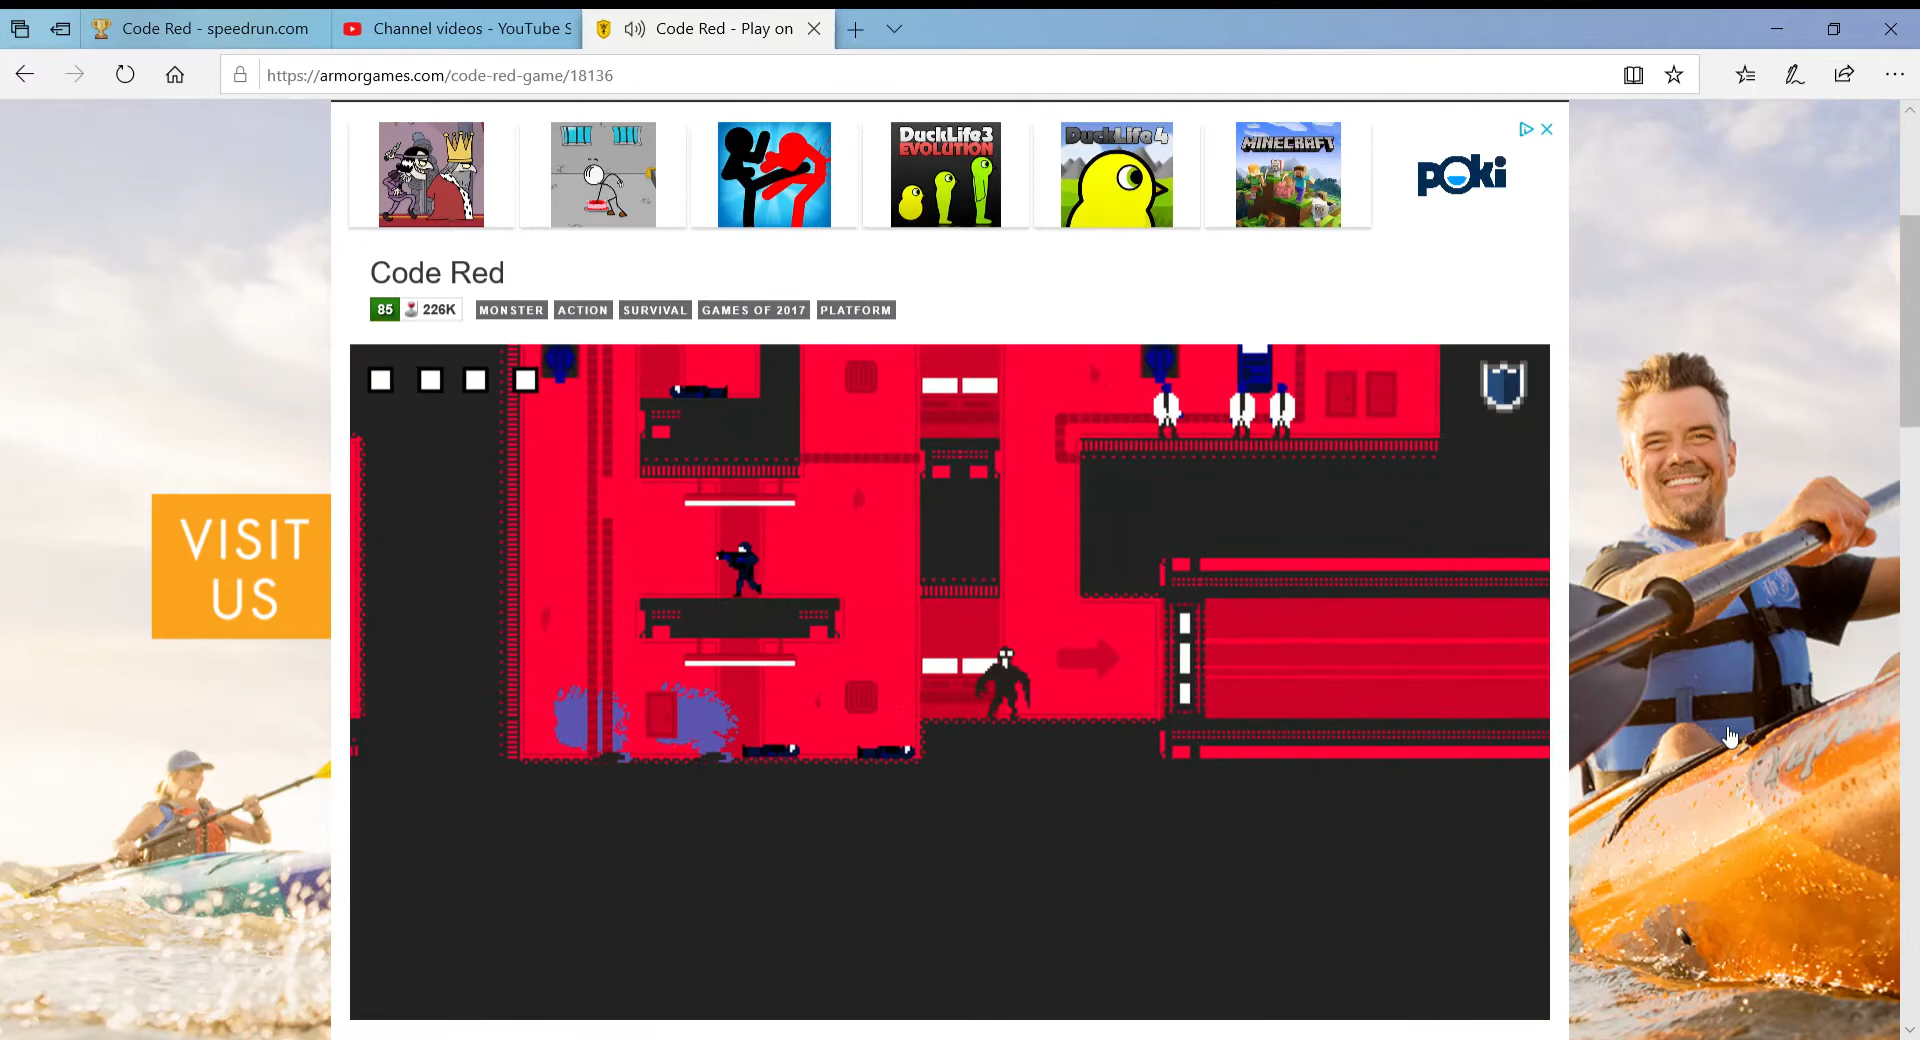 Code Red - speedrun.com
Channel videos - YouTube S
Code Red - Play on
https://armorgames.com/code-red-game/18136
DuckLife3
EVOLUTION
DuckLife4
MINECRAFT
poki
Code Red
85 226K MONSTER ACTION SURVIVAL GAMES OF 2017 PLATFORM
VISIT
US